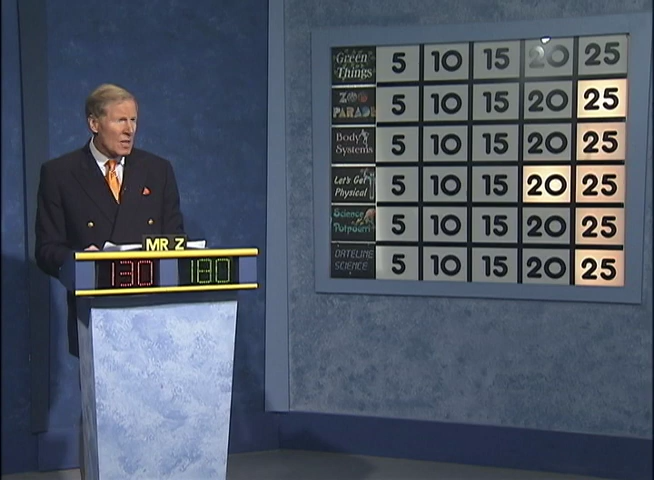 Green Things 5 10 15 20 25
ZOO PARADE 5 10 15 20 25
Body Systems 5 10 15 20 25
Let's Get Physical 5 10 15 20 25
Science Potpourri 5 10 15 20 25
DATELINE SCIENCE 5 10 15 20 25
MR. Z
130 180